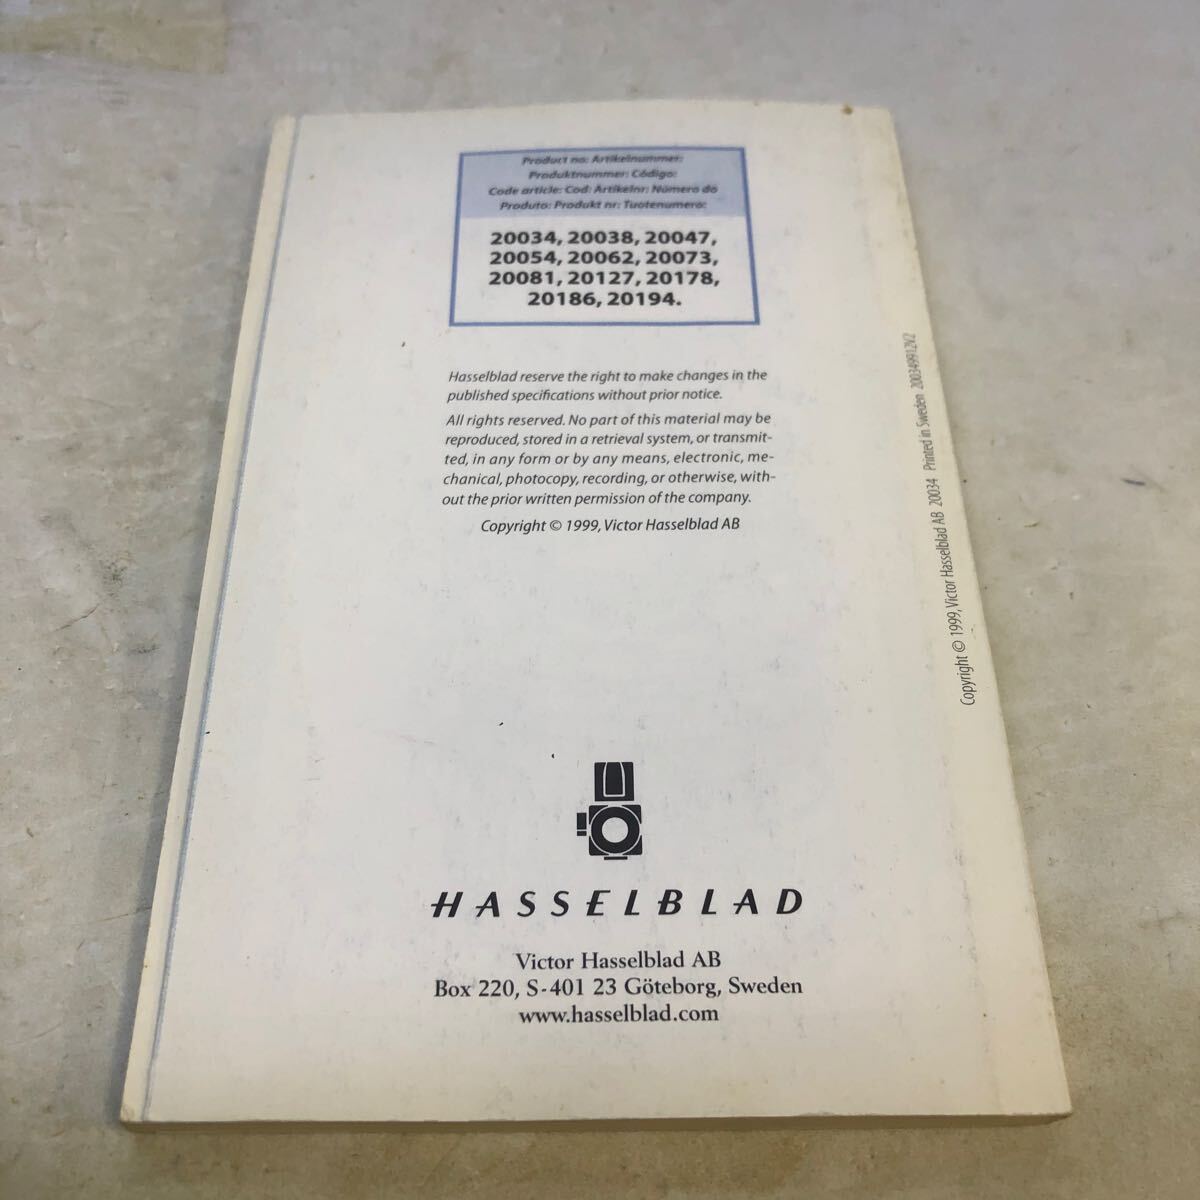 Product no: Artikelnummer:
Produktnummer: Código:
Code article: Cod: Artikelnr: Número do
Produto: Produkt nr: Tuotenumero:
20034, 20038, 20047,
20054, 20062, 20073,
20081, 20127, 20178,
20186, 20194.
Hasselblad reserve the right to make changes in the
published specifications without prior notice.
All rights reserved. No part of this material may be
reproduced, stored in a retrieval system, or transmit-
ted, in any form or by any means, electronic, me-
chanical, photocopy, recording, or otherwise, with-
out the prior written permission of the company.
Copyright © 1999, Victor Hasselblad AB
Copyright © 1999, Victor Hasselblad AB 20034 Printed in Sweden 200349912V2
HASSELBLAD
Victor Hasselblad AB
Box 220, S-401 23 Göteborg, Sweden
www.hasselblad.com